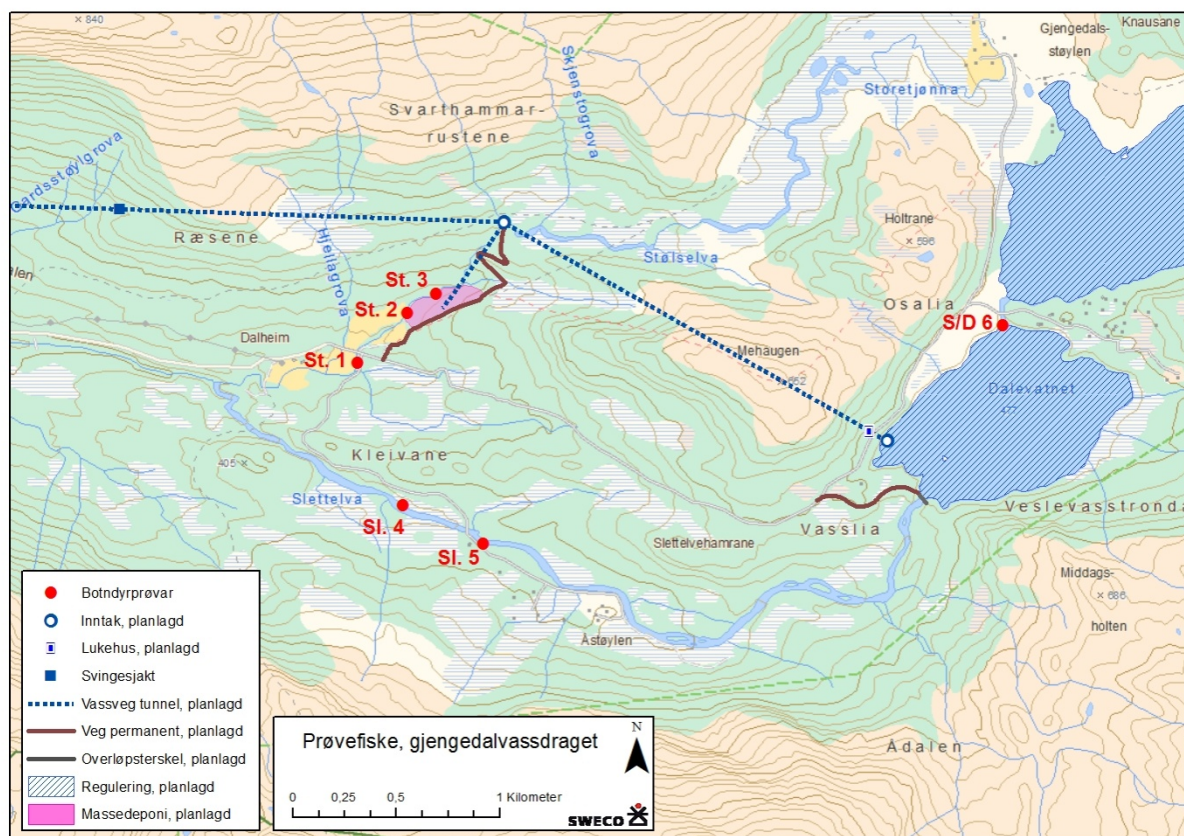 × 840
Knausane
Gjengedals-
støylen
Skjenstogrova
Storetjønna
Svarthammar-
rustene
Gardsstøylgrova
Holtrane
× 596
Hjellagrova
Ræsene
Stølselva
St. 3
Osalia
St. 2
S/D 6
Dalheim
Mehaugen
St. 1
Dalevatnet
477
405 ×
Kleivane
Slettelva
Sl. 4
Vasslia
Veslevasstronda
Sl. 5
Slettelvehamrane
Middags-
× 686
holten
Åstøylen
Ådalen
Botndyrprøvar
Inntak, planlagd
Lukehus, planlagd
Svingesjakt
Vassveg tunnel, planlagd
Veg permanent, planlagd
Overløpsterskel, planlagd
Regulering, planlagd
Massedeponi, planlagd
Prøvefiske, gjengedalvassdraget
N
0 0,25 0,5 1 Kilometer
SWECO